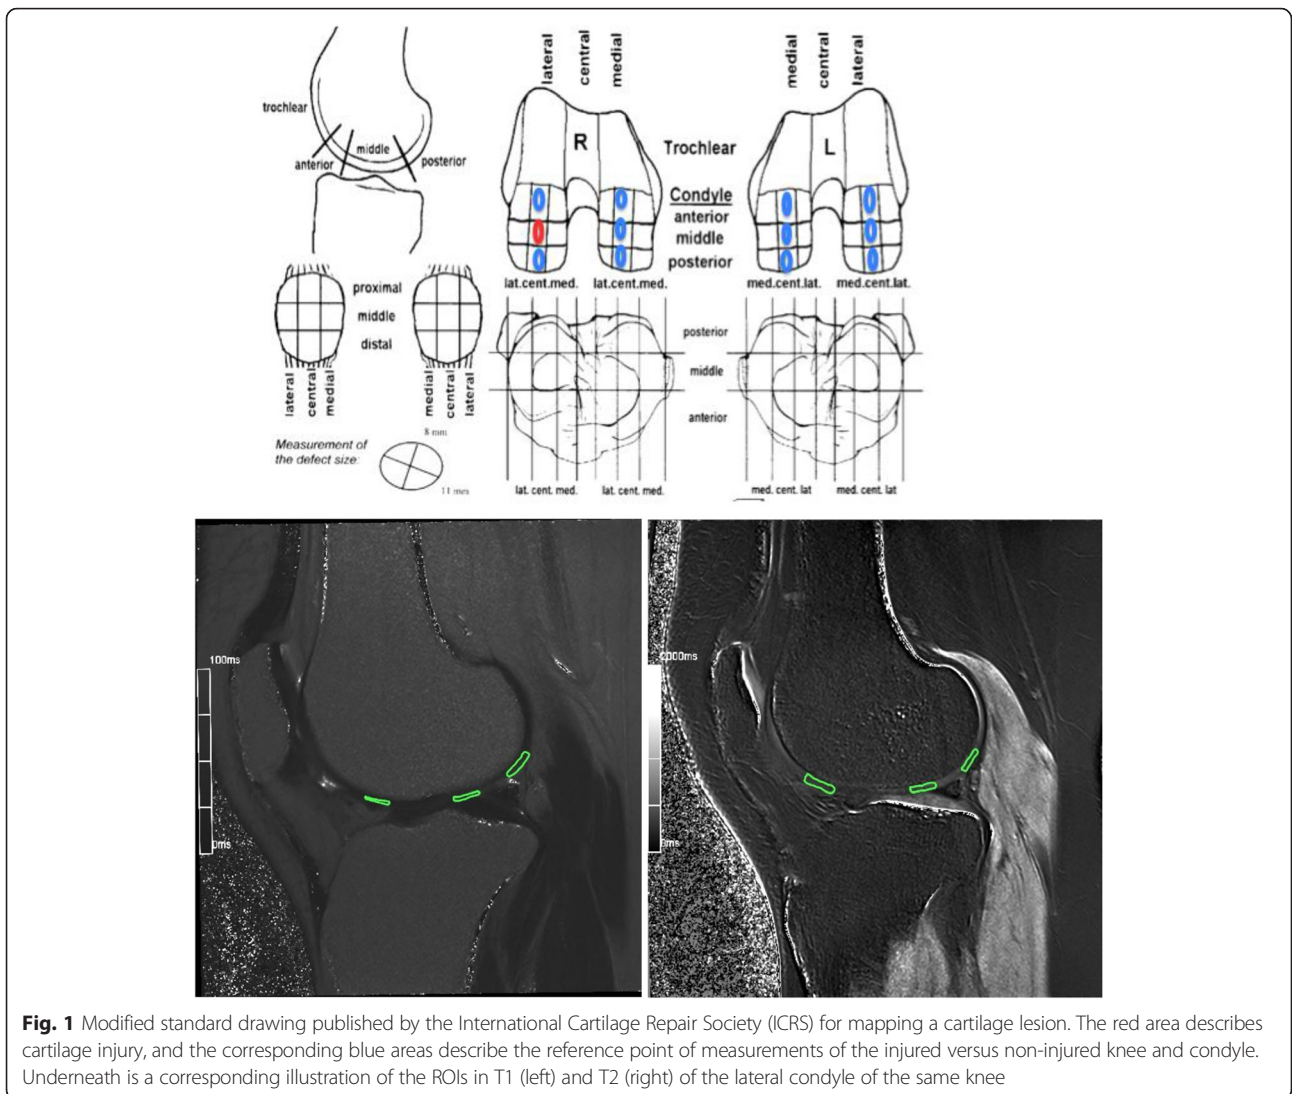 lateral
central
medial
medial
central
lateral
trochlear
anterior
middle
posterior
R
Trochlear
L
Condyle
anterior
middle
posterior
lat.cent.med. lat.cent.med.
med.cent.lat. med.cent.lat.
proximal
middle
distal
lateral
central
medial
medial
central
lateral
posterior
middle
anterior
Measurement of
the defect size:
8 mm
lat. cent. med. lat. cent. med.
med. cent. lat med. cent. lat
100ms
Fig. 1 Modified standard drawing published by the International Cartilage Repair Society (ICRS) for mapping a cartilage lesion. The red area describes
cartilage injury, and the corresponding blue areas describe the reference point of measurements of the injured versus non-injured knee and condyle.
Underneath is a corresponding illustration of the ROIs in T1 (left) and T2 (right) of the lateral condyle of the same knee